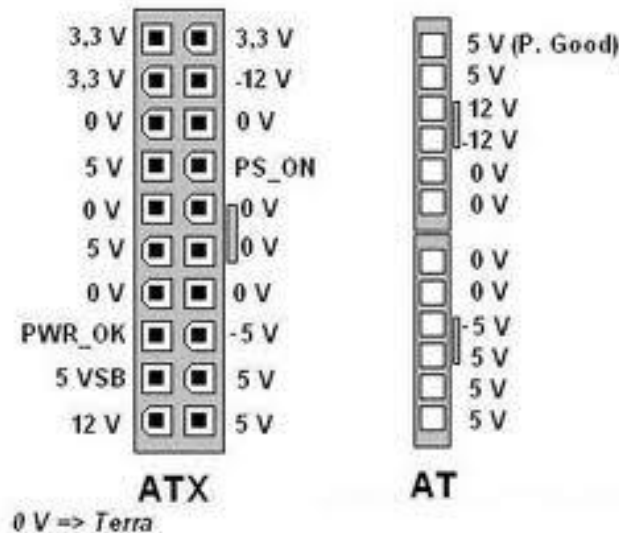 3,3 V 3,3 V
3,3 V -12 V
0 V 0 V
5 V PS_ON
0 V 0 V
5 V 0 V
0 V 0 V
PWR_OK -5 V
5 VSB 5 V
12 V 5 V
ATX
0 V => Terra
5 V (P. Good)
5 V
12 V
-12 V
0 V
0 V
0 V
0 V
-5 V
5 V
5 V
5 V
AT